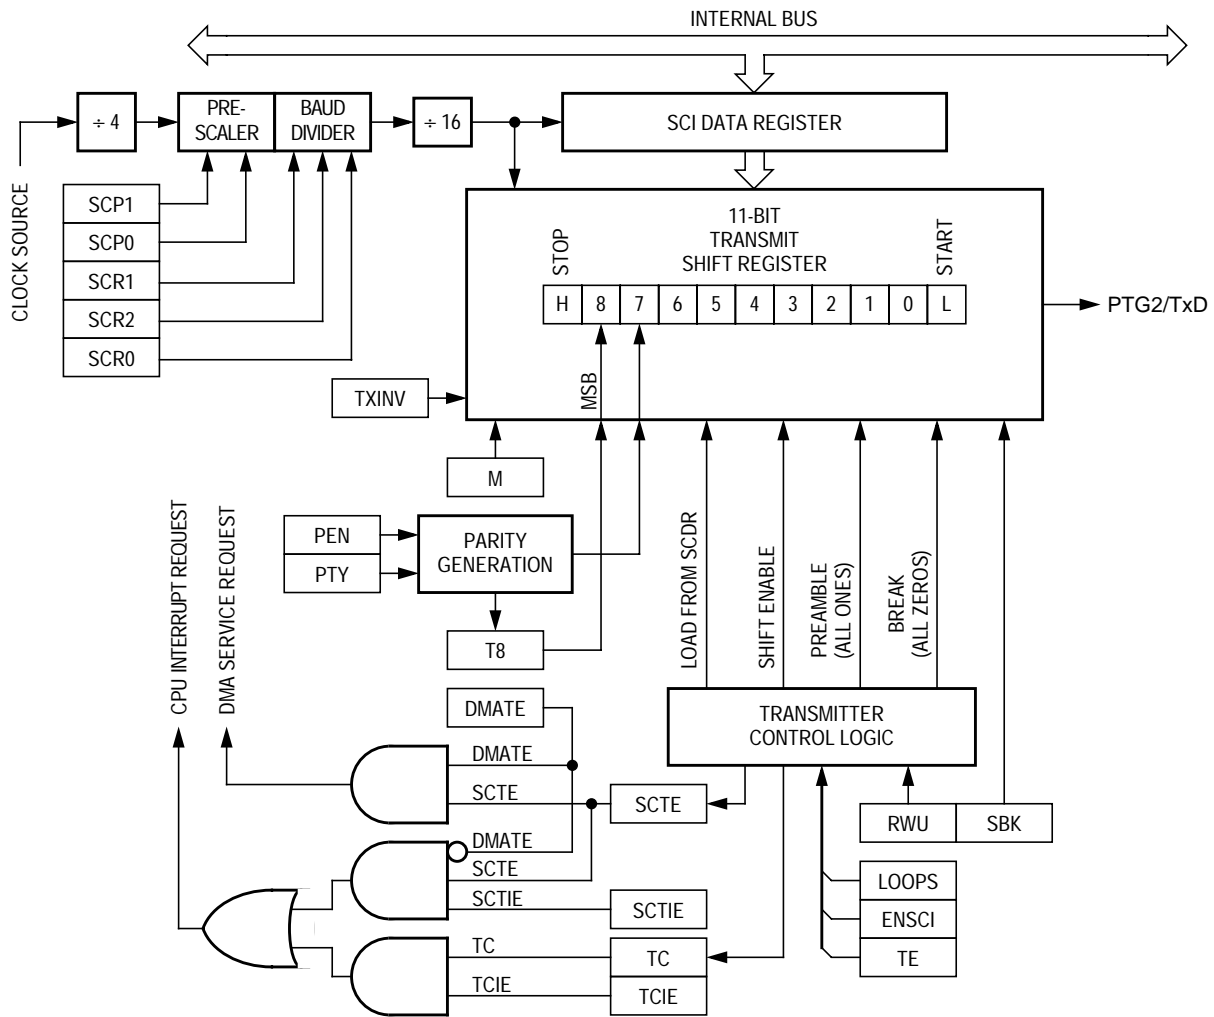 INTERNAL BUS
÷ 4
PRE-
SCALER
BAUD
DIVIDER
÷ 16
SCI DATA REGISTER
CLOCK SOURCE
SCP1
SCP0
SCR1
SCR2
SCR0
11-BIT
TRANSMIT
SHIFT REGISTER
STOP
START
H 8 7 6 5 4 3 2 1 0 L
PTG2/TxD
TXINV
MSB
M
PEN
PTY
PARITY
GENERATION
T8
CPU INTERRUPT REQUEST
DMA SERVICE REQUEST
LOAD FROM SCDR
SHIFT ENABLE
PREAMBLE
(ALL ONES)
BREAK
(ALL ZEROS)
DMATE
TRANSMITTER
CONTROL LOGIC
DMATE
SCTE
SCTE
RWU
SBK
DMATE
SCTE
SCTIE
SCTIE
LOOPS
ENSCI
TE
TC
TC
TCIE
TCIE